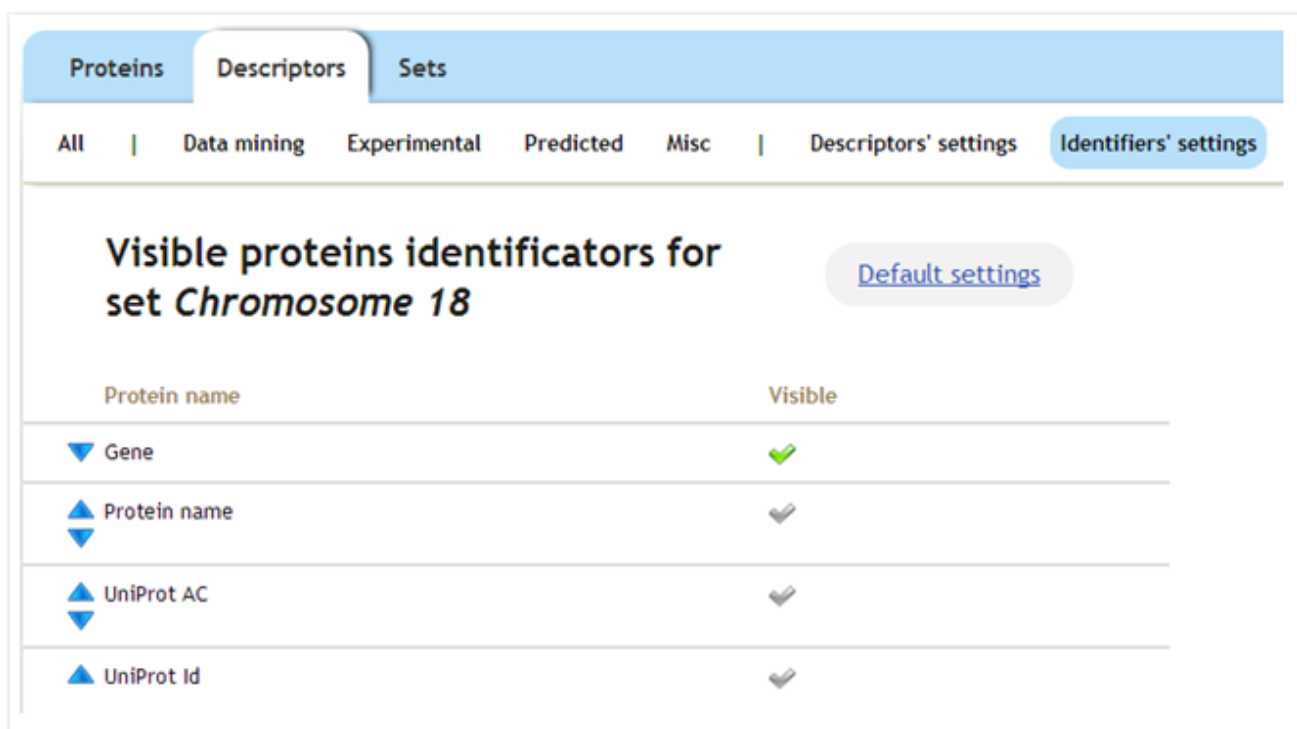 Proteins Descriptors Sets
All | Data mining Experimental Predicted Misc | Descriptors' settings Identifiers' settings
Visible proteins identificators for
set Chromosome 18
Default settings
Protein name Visible
Gene
Protein name
UniProt AC
UniProt Id